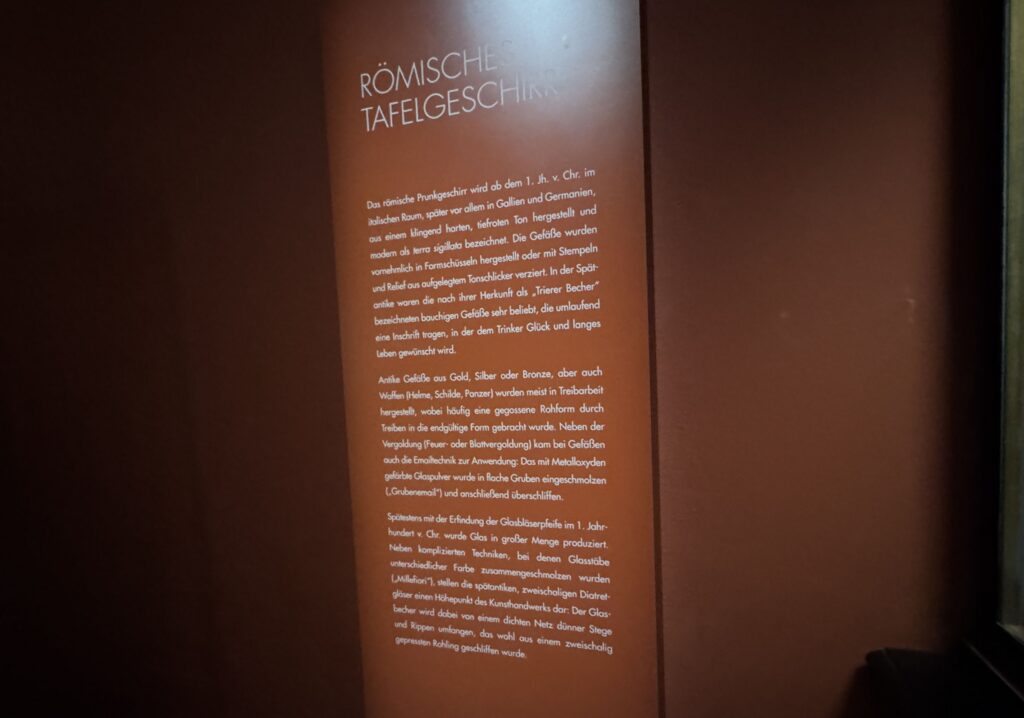 RÖMISCHES
TAFELGESCHIRR
Das römische Prunkgeschirr wird ab dem 1. Jh. v. Chr. im
italischen Raum, später vor allem in Gallien und Germanien,
aus einem klingend harten, tiefroten Ton hergestellt und
modern als terra sigillata bezeichnet. Die Gefäße wurden
vornehmlich in Formschüsseln hergestellt oder mit Stempeln
und Relief aus aufgelegtem Tonschlicker verziert. In der Spät-
antike waren die nach ihrer Herkunft als „Trierer Becher“
bezeichneten bauchigen Gefäße sehr beliebt, die umlaufend
eine Inschrift tragen, in der dem Trinker Glück und langes
Leben gewünscht wird.
Antike Gefäße aus Gold, Silber oder Bronze, aber auch
Waffen (Helme, Schilde, Panzer) wurden meist in Treibarbeit
hergestellt, wobei häufig eine gegossene Rohform durch
Treiben in die endgültige Form gebracht wurde. Neben der
Vergoldung (Feuer- oder Blattvergoldung) kam bei Gefäßen
auch die Emailtechnik zur Anwendung: Das mit Metalloxyden
gefärbte Glaspulver wurde in flache Gruben eingeschmolzen
(„Grubenemail“) und anschließend überschliffen.
Spätestens mit der Erfindung der Glasbläserpfeife im 1. Jahr-
hundert v. Chr. wurde Glas in großer Menge produziert.
Neben komplizierten Techniken, bei denen Glasstäbe
unterschiedlicher Farbe zusammengeschmolzen wurden
(„Millefiori“), stellen die spätantiken, zweischaligen Diatret-
gläser einen Höhepunkt des Kunsthandwerks dar: Der Glas-
becher wird dabei von einem dichten Netz dünner Stege
und Rippen umfangen, das wohl aus einem zweischalig
gepressten Rohling geschliffen wurde.